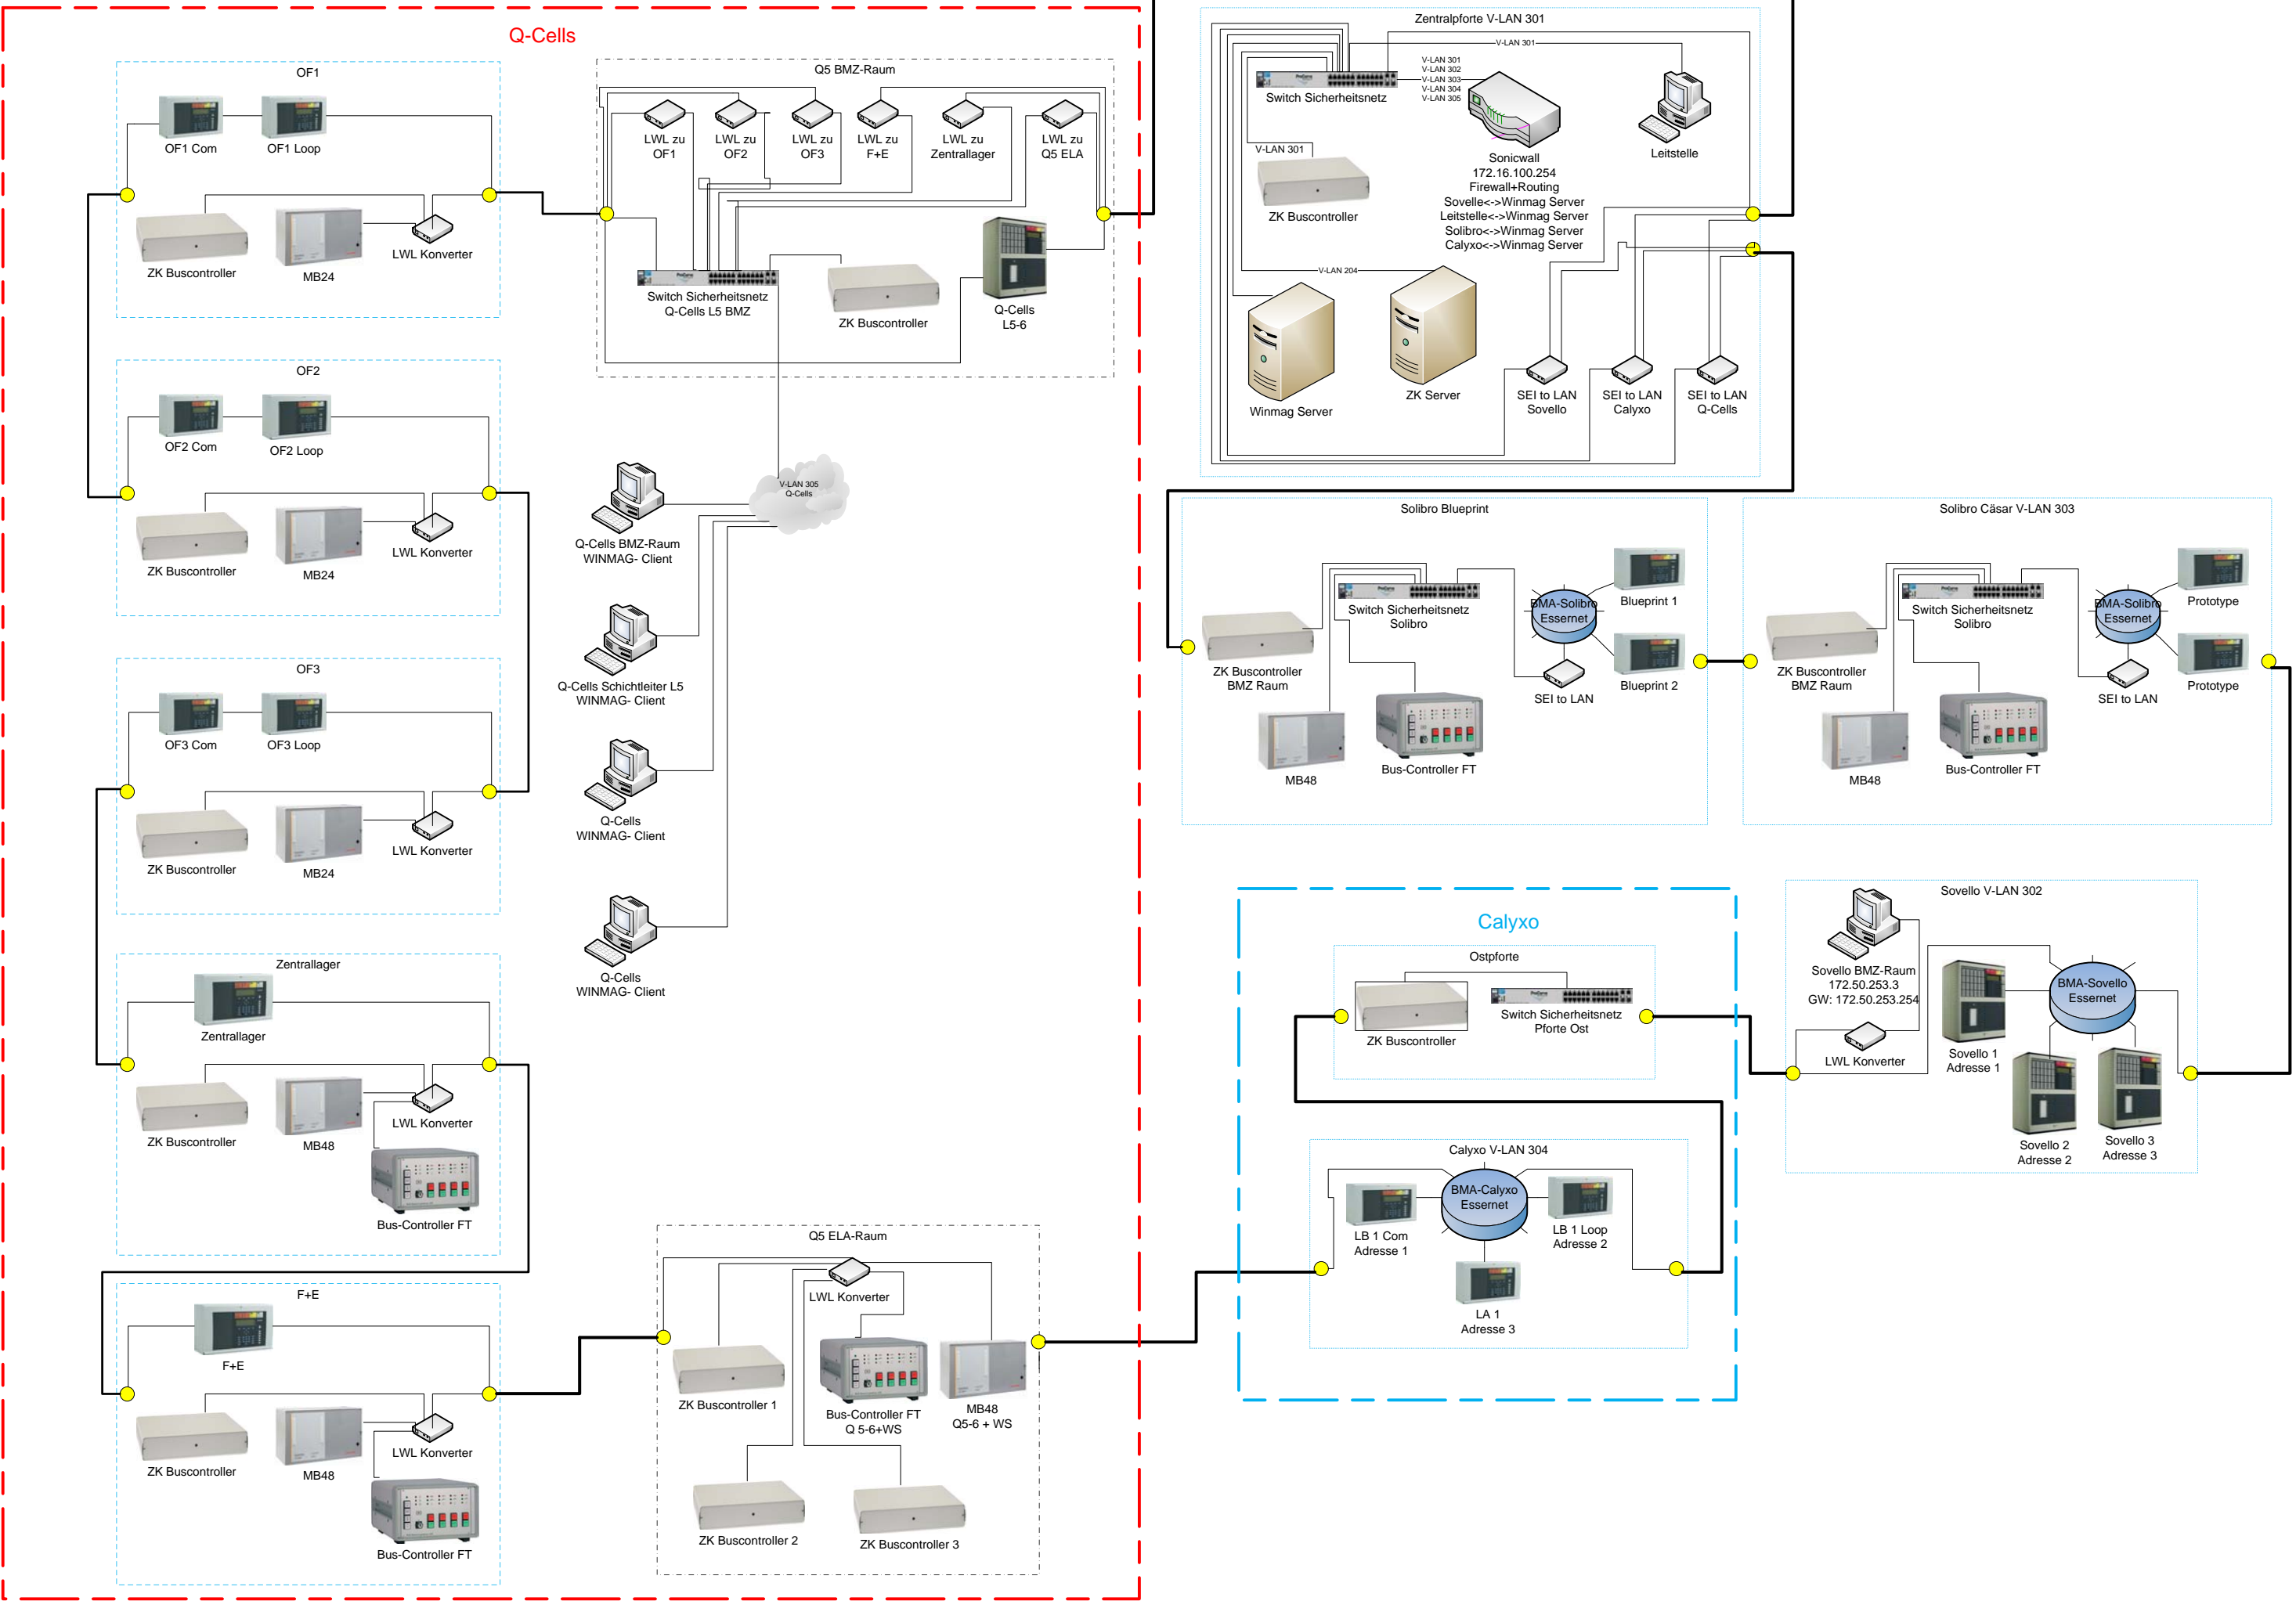 Q-Cells
OF1
OF1 Com
OF1 Loop
ZK Buscontroller
MB24
LWL Konverter
OF2
OF2 Com
OF2 Loop
ZK Buscontroller
MB24
LWL Konverter
OF3
OF3 Com
OF3 Loop
ZK Buscontroller
MB24
LWL Konverter
Zentrallager
Zentrallager
ZK Buscontroller
MB48
LWL Konverter
Bus-Controller FT
F+E
F+E
ZK Buscontroller
MB48
LWL Konverter
Bus-Controller FT
Q5 BMZ-Raum
LWL zu
OF1
LWL zu
OF2
LWL zu
OF3
LWL zu
F+E
LWL zu
Zentrallager
LWL zu
Q5 ELA
ProCurve
Switch Sicherheitsnetz
Q-Cells L5 BMZ
ZK Buscontroller
Q-Cells
L5-6
V-LAN 305
Q-Cells
Q-Cells BMZ-Raum
WINMAG- Client
Q-Cells Schichtleiter L5
WINMAG- Client
Q-Cells
WINMAG- Client
Q-Cells
WINMAG- Client
Q5 ELA-Raum
LWL Konverter
ZK Buscontroller 1
Bus-Controller FT
Q 5-6+WS
MB48
Q5-6 + WS
ZK Buscontroller 2
ZK Buscontroller 3
Zentralpforte V-LAN 301
V-LAN 301
V-LAN 301
V-LAN 302
V-LAN 303
V-LAN 304
V-LAN 305
ProCurve
Switch Sicherheitsnetz
Leitstelle
V-LAN 301
ZK Buscontroller
Sonicwall
172.16.100.254
Firewall+Routing
Sovelle<->Winmag Server
Leitstelle<->Winmag Server
Solibro<->Winmag Server
Calyxo<->Winmag Server
V-LAN 204
Winmag Server
ZK Server
SEI to LAN
Sovello
SEI to LAN
Calyxo
SEI to LAN
Q-Cells
Solibro Blueprint
ProCurve
Switch Sicherheitsnetz
Solibro
BMA-Solibro
Essernet
Blueprint 1
Blueprint 2
ZK Buscontroller
BMZ Raum
SEI to LAN
MB48
Bus-Controller FT
Solibro Cäsar V-LAN 303
ProCurve
Switch Sicherheitsnetz
Solibro
BMA-Solibro
Essernet
Prototype
Prototype
ZK Buscontroller
BMZ Raum
SEI to LAN
MB48
Bus-Controller FT
Calyxo
Ostpforte
ZK Buscontroller
ProCurve
Switch Sicherheitsnetz
Pforte Ost
Calyxo V-LAN 304
BMA-Calyxo
Essernet
LB 1 Com
Adresse 1
LB 1 Loop
Adresse 2
LA 1
Adresse 3
Sovello V-LAN 302
Sovello BMZ-Raum
172.50.253.3
GW: 172.50.253.254
LWL Konverter
BMA-Sovello
Essernet
Sovello 1
Adresse 1
Sovello 2
Adresse 2
Sovello 3
Adresse 3